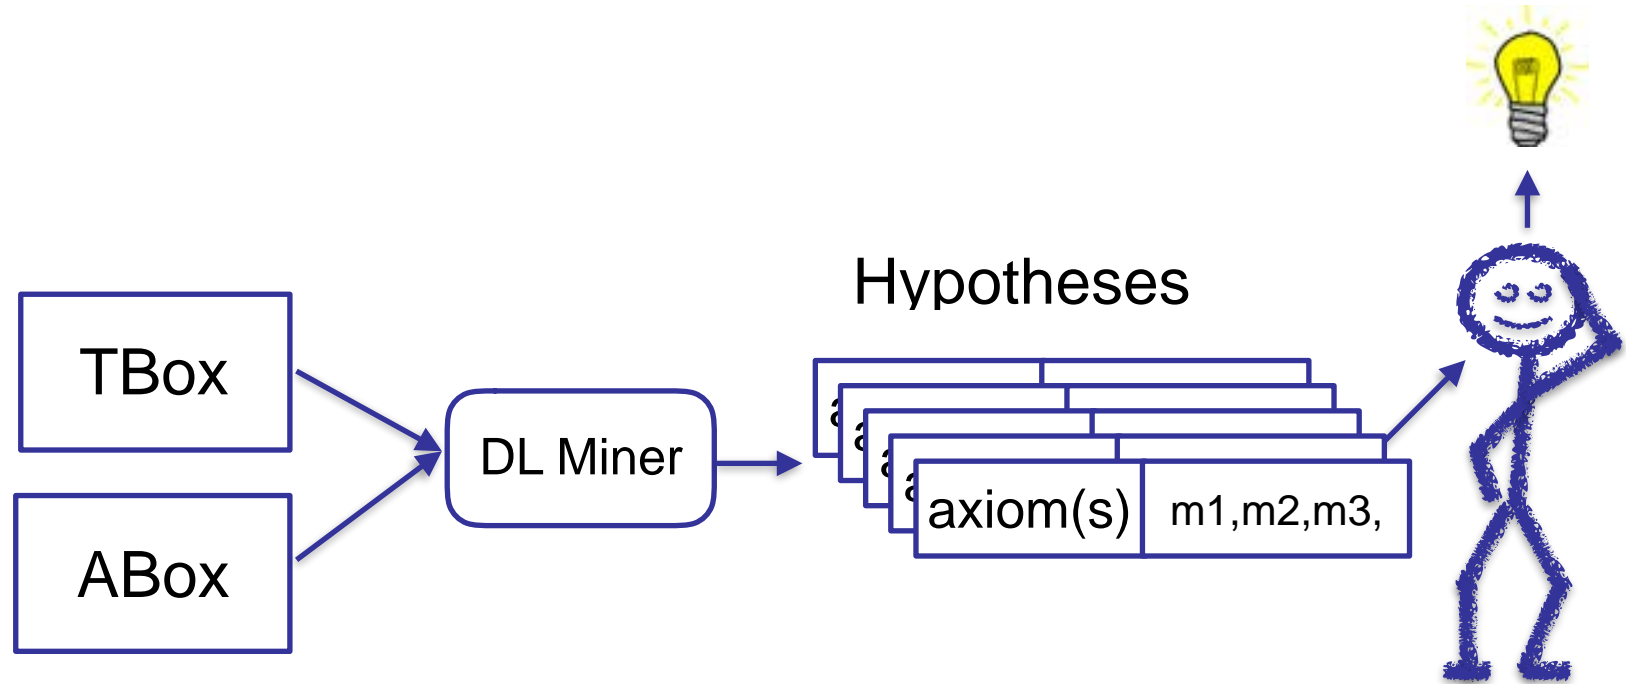 Hypotheses
TBox
DL Miner
ABox
a
a
a
a
axiom(s)
m1,m2,m3,